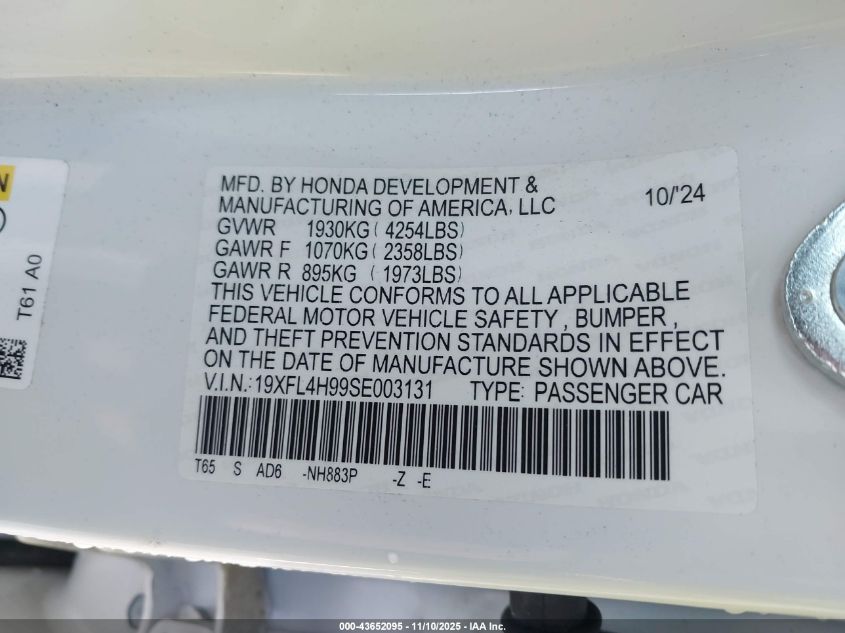 N
T61 A0
MFD. BY HONDA DEVELOPMENT &
MANUFACTURING OF AMERICA, LLC 10/'24
GVWR 1930KG ( 4254LBS)
GAWR F 1070KG ( 2358LBS)
GAWR R 895KG ( 1973LBS)
THIS VEHICLE CONFORMS TO ALL APPLICABLE
FEDERAL MOTOR VEHICLE SAFETY , BUMPER ,
AND THEFT PREVENTION STANDARDS IN EFFECT
ON THE DATE OF MANUFACTURE SHOWN ABOVE.
V.I.N.:19XFL4H99SE003131 TYPE: PASSENGER CAR
T65 S AD6 -NH883P -Z -E
000-43652095 - 11/10/2025 - IAA Inc.